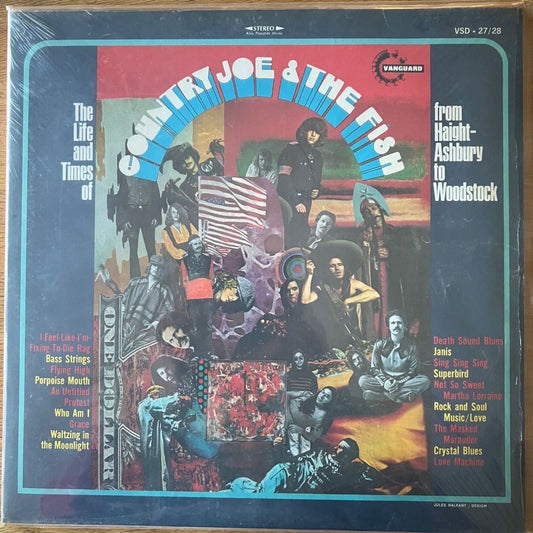 STEREO
Also Playable Mono
VSD • 27/28
VANGUARD
COUNTRY JOE & THE FISH
The
Life
and
Times
of
from
Haight-
Ashbury
to
Woodstock
ONE DOLLAR
I-Feel-Like-I'm-
Fixing-To-Die Rag
Bass Strings
Flying High
Porpoise Mouth
An Untitled
Protest
Who Am I
Grace
Waltzing in
the Moonlight
Death Sound Blues
Janis
Sing Sing Sing
Superbird
Not So Sweet
Martha Lorraine
Rock and Soul
Music/Love
The Masked
Marauder
Crystal Blues
Love Machine
JULES HALFANT / DESIGN